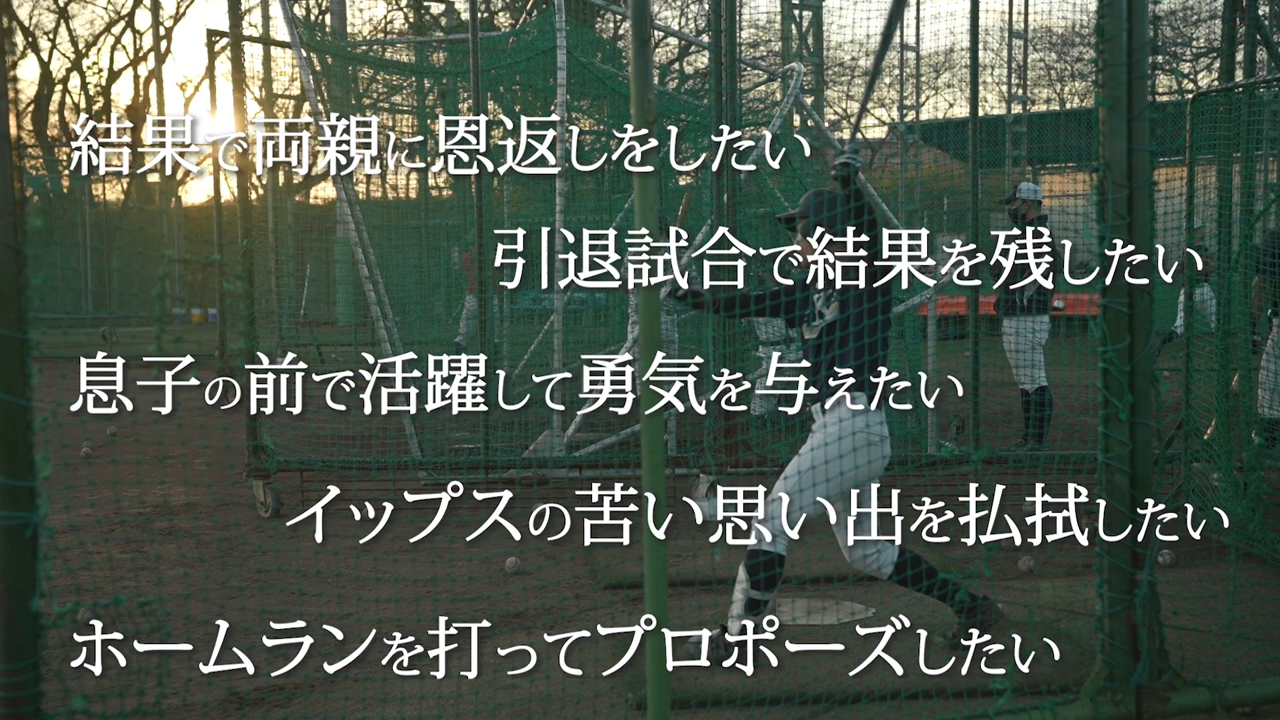 結果で両親に恩返しをしたい
引退試合で結果を残したい
息子の前で活躍して勇気を与えたい
イップスの苦い思い出を払拭したい
ホームランを打ってプロポーズしたい